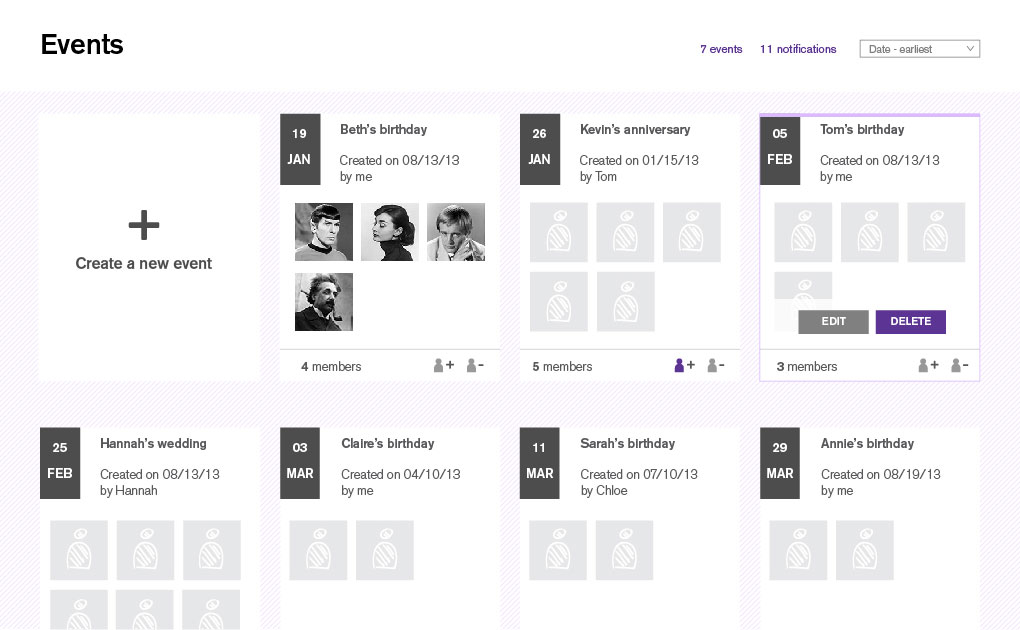 Events
7 events 11 notifications Date - earliest
Create a new event
19
JAN
Beth's birthday
Created on 08/13/13
by me
4 members
+
-
26
JAN
Kevin's anniversary
Created on 01/15/13
by Tom
5 members
+
-
05
FEB
Tom's birthday
Created on 08/13/13
by me
EDIT DELETE
3 members
+
-
25
FEB
Hannah's wedding
Created on 08/13/13
by Hannah
03
MAR
Claire's birthday
Created on 04/10/13
by me
11
MAR
Sarah's birthday
Created on 07/10/13
by Chloe
29
MAR
Annie's birthday
Created on 08/19/13
by me